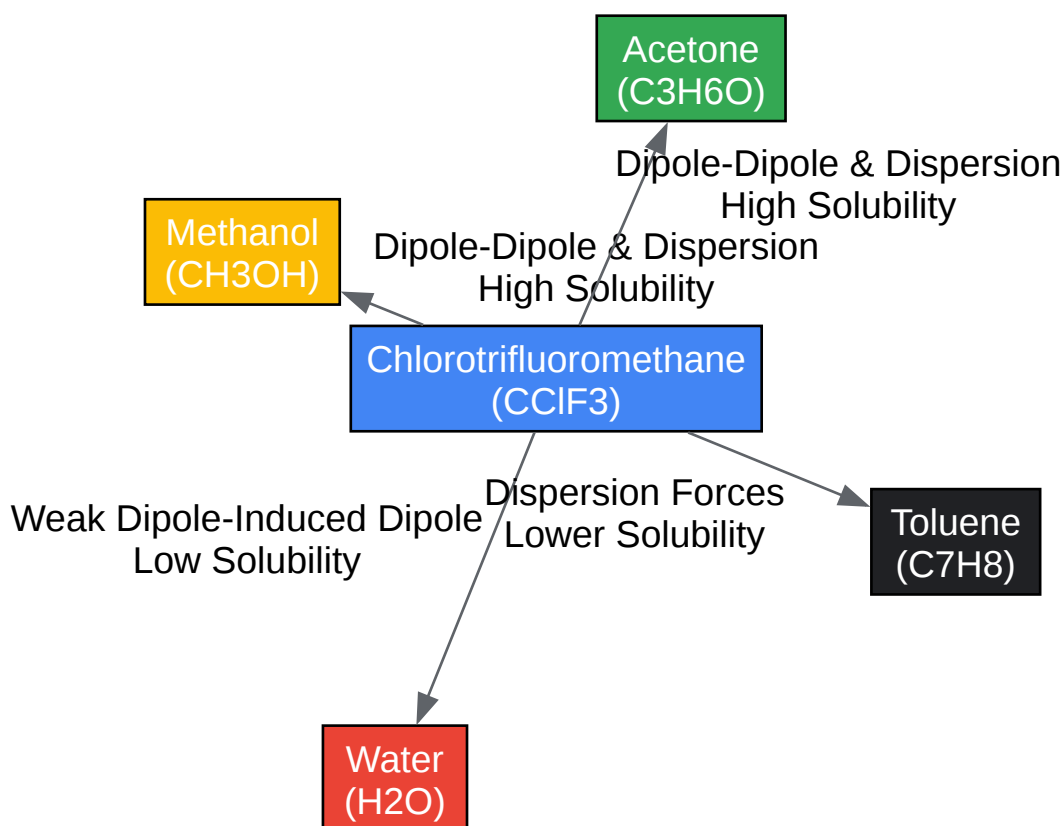 Acetone
(C3H6O)
Dipole-Dipole & Dispersion
High Solubility
Methanol
(CH3OH)
Dipole-Dipole & Dispersion
High Solubility
Chlorotrifluoromethane
(CClF3)
Weak Dipole-Induced Dipole
Low Solubility
Dispersion Forces
Lower Solubility
Toluene
(C7H8)
Water
(H2O)